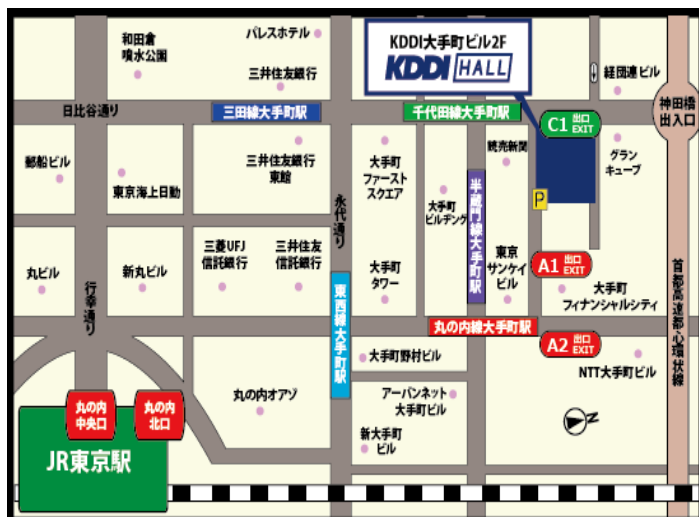 和田倉
噴水公園
パレスホテル
三井住友銀行
KDDI大手町ビル2F
KDDI HALL
経団連ビル
神田橋
出入口
日比谷通り
三田線大手町駅
千代田線大手町駅
C1 出口
EXIT
郵船ビル
東京海上日動
三井住友銀行
東館
大手町
ファースト
スクエア
読売新聞
グラン
キューブ
大手町
ビルヂング
半蔵門線大手町駅
P
永代通り
丸ビル
新丸ビル
三菱UFJ
信託銀行
三井住友
信託銀行
大手町
タワー
東京
サンケイ
ビル
A1 出口
EXIT
大手町
フィナンシャルシティ
首都高速都心環状線
行幸通り
東西線大手町駅
丸の内線大手町駅
A2 出口
EXIT
大手町野村ビル
NTT大手町ビル
丸の内オアゾ
アーバンネット
大手町ビル
新大手町
ビル
N
丸の内
中央口
丸の内
北口
JR東京駅